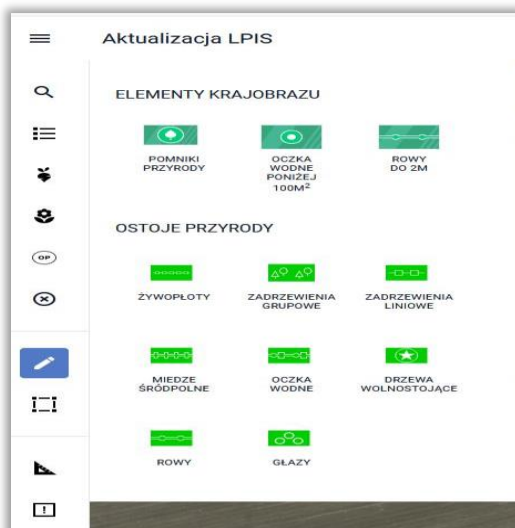 Aktualizacja LPIS
ELEMENTY KRAJOBRAZU
POMNIKI
PRZYRODY
OCZKA
WODNE
PONIŻEJ
100M²
ROWY
DO 2M
OSTOJE PRZYRODY
ŻYWOPŁOTY
ZADRZEWIENIA
GRUPOWE
ZADRZEWIENIA
LINIOWE
OP
MIEDZE
ŚRÓDPOLNE
OCZKA
WODNE
DRZEWA
WOLNOSTOJĄCE
ROWY
GŁAZY